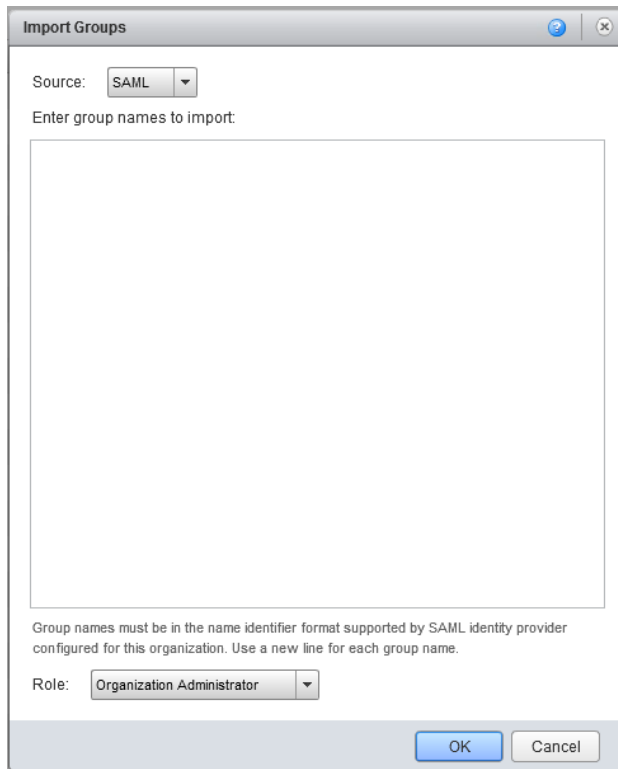 Import Groups
Source: SAML
Enter group names to import:
Group names must be in the name identifier format supported by SAML identity provider
configured for this organization. Use a new line for each group name.
Role: Organization Administrator
OK Cancel